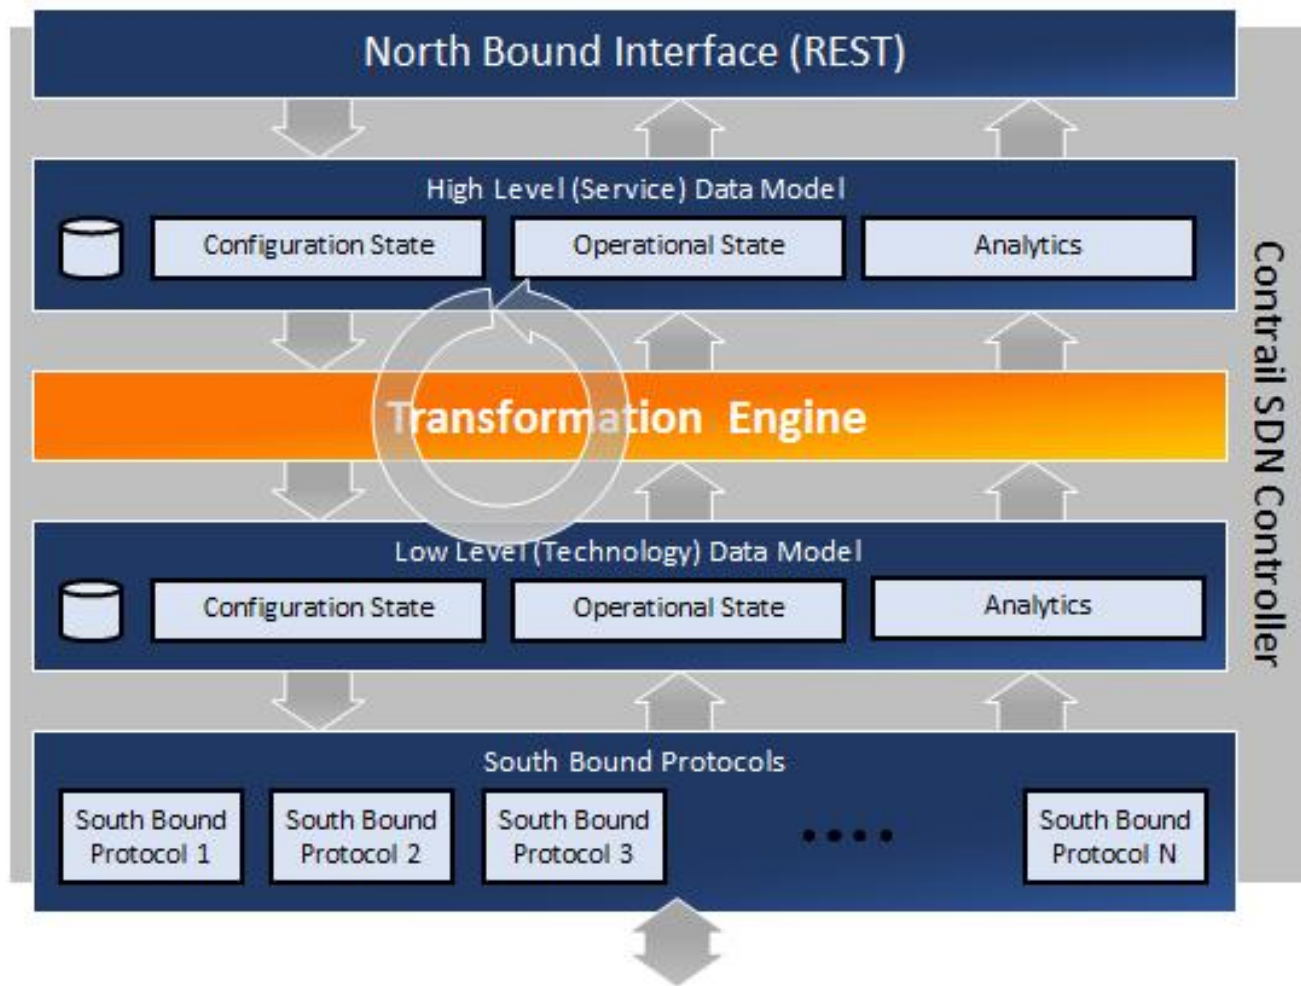 North Bound Interface (REST)
High Level (Service) Data Model
Configuration State
Operational State
Analytics
Transformation Engine
Low Level (Technology) Data Model
Configuration State
Operational State
Analytics
South Bound Protocols
South Bound
Protocol 1
South Bound
Protocol 2
South Bound
Protocol 3
••••
South Bound
Protocol N
Contrail SDN Controller